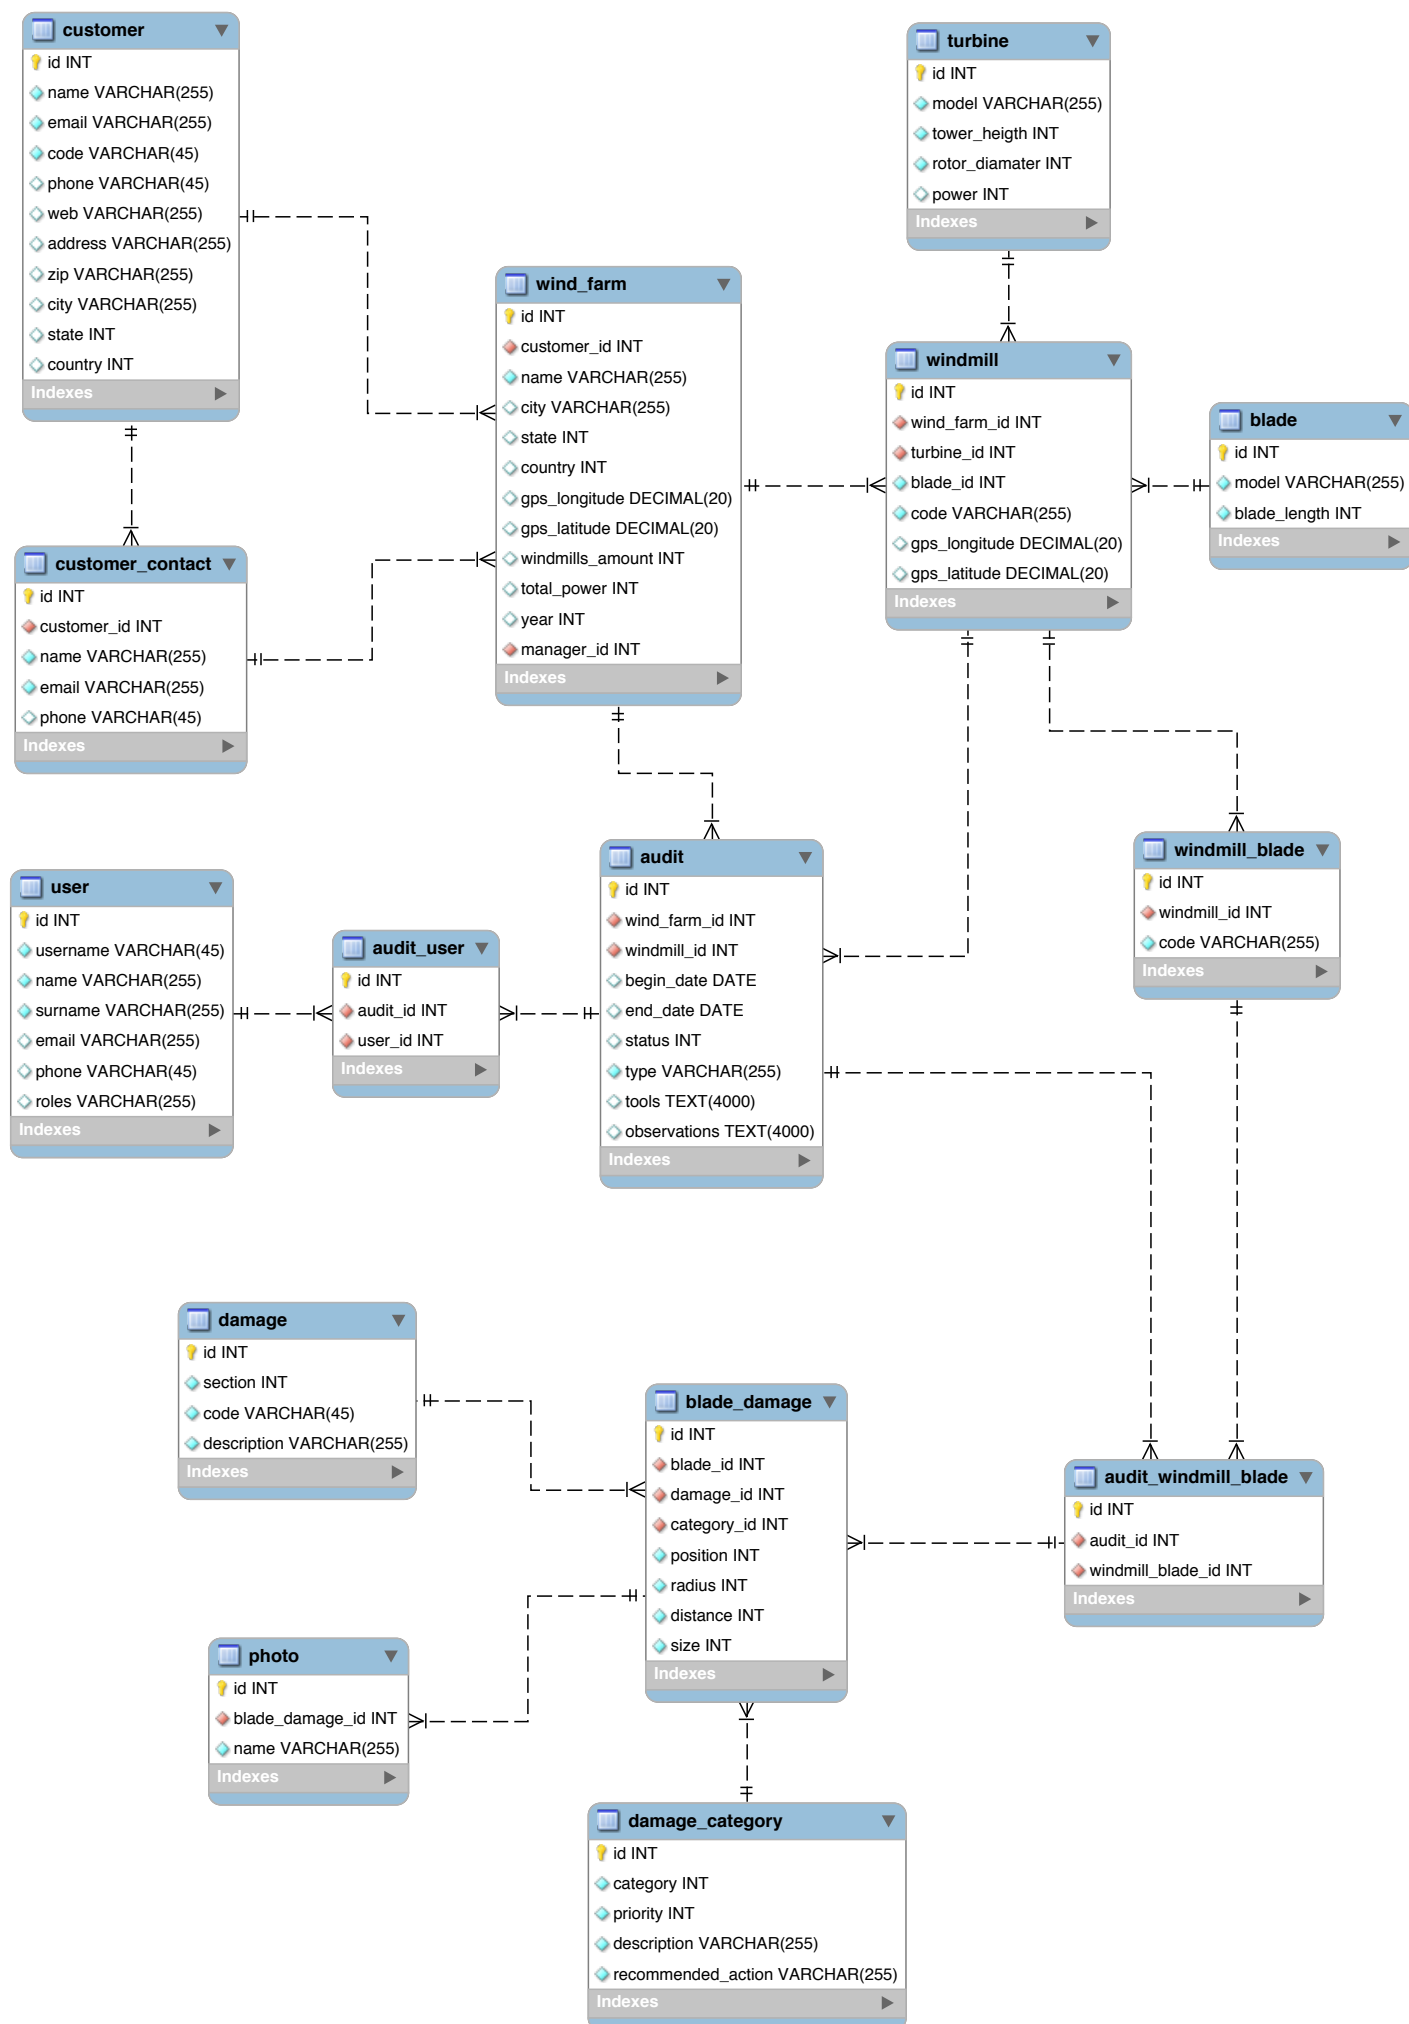 customer
id INT
name VARCHAR(255)
email VARCHAR(255)
code VARCHAR(45)
phone VARCHAR(45)
web VARCHAR(255)
address VARCHAR(255)
zip VARCHAR(255)
city VARCHAR(255)
state INT
country INT
Indexes
turbine
id INT
model VARCHAR(255)
tower_heigth INT
rotor_diamater INT
power INT
Indexes
wind_farm
id INT
customer_id INT
name VARCHAR(255)
city VARCHAR(255)
state INT
country INT
gps_longitude DECIMAL(20)
gps_latitude DECIMAL(20)
windmills_amount INT
total_power INT
year INT
manager_id INT
Indexes
windmill
id INT
wind_farm_id INT
turbine_id INT
blade_id INT
code VARCHAR(255)
gps_longitude DECIMAL(20)
gps_latitude DECIMAL(20)
Indexes
blade
id INT
model VARCHAR(255)
blade_length INT
Indexes
customer_contact
id INT
customer_id INT
name VARCHAR(255)
email VARCHAR(255)
phone VARCHAR(45)
Indexes
user
id INT
username VARCHAR(45)
name VARCHAR(255)
surname VARCHAR(255)
email VARCHAR(255)
phone VARCHAR(45)
roles VARCHAR(255)
Indexes
audit_user
id INT
audit_id INT
user_id INT
Indexes
audit
id INT
wind_farm_id INT
windmill_id INT
begin_date DATE
end_date DATE
status INT
type VARCHAR(255)
tools TEXT(4000)
observations TEXT(4000)
Indexes
windmill_blade
id INT
windmill_id INT
code VARCHAR(255)
Indexes
damage
id INT
section INT
code VARCHAR(45)
description VARCHAR(255)
Indexes
blade_damage
id INT
blade_id INT
damage_id INT
category_id INT
position INT
radius INT
distance INT
size INT
Indexes
audit_windmill_blade
id INT
audit_id INT
windmill_blade_id INT
Indexes
photo
id INT
blade_damage_id INT
name VARCHAR(255)
Indexes
damage_category
id INT
category INT
priority INT
description VARCHAR(255)
recommended_action VARCHAR(255)
Indexes